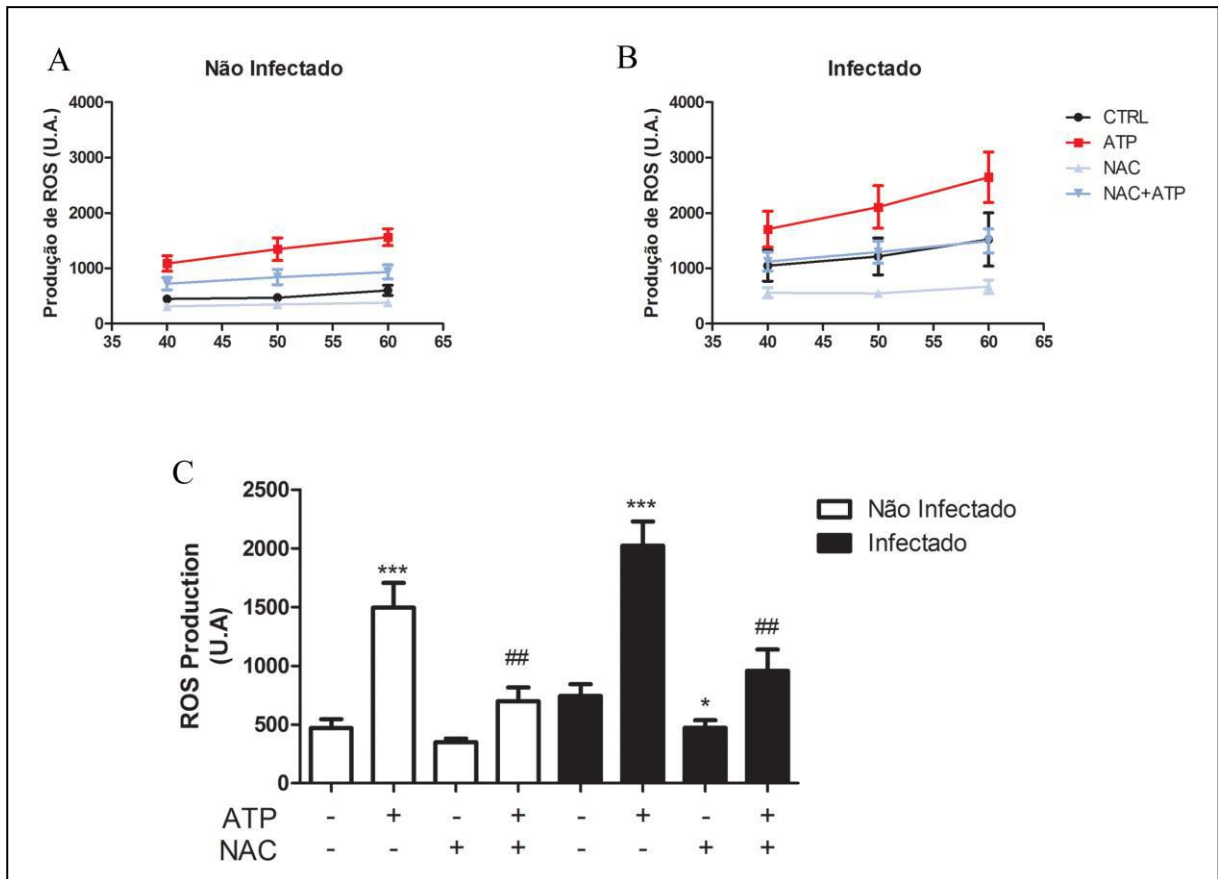 A
Não Infectado
Produção de ROS (U.A.)
4000
3000
2000
1000
0
35 40 45 50 55 60 65
B
Infectado
Produção de ROS (U.A.)
4000
3000
2000
1000
0
35 40 45 50 55 60 65
CTRL
ATP
NAC
NAC+ATP
C
ROS Production
(U.A)
2500
2000
1500
1000
500
0
***
##
***
*
##
Não Infectado
Infectado
ATP - + - + - + - +
NAC - - + + - - + +